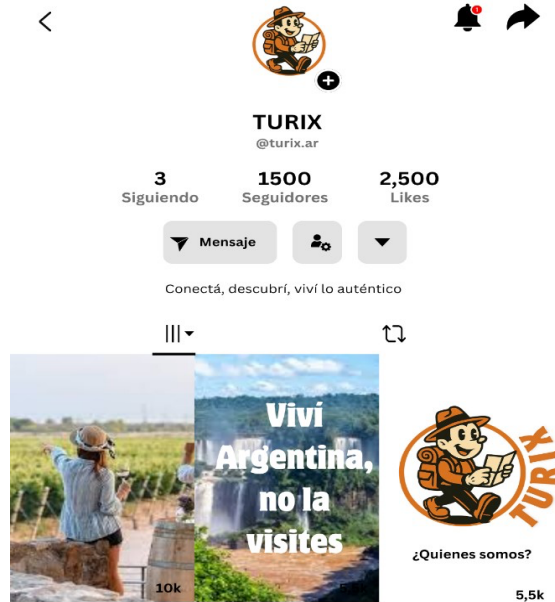 1
TURIX
@turix.ar
3 1500 2,500
Siguiendo Seguidores Likes
Mensaje
Conectá, descubrí, viví lo auténtico
Viví
Argentina,
no la
visites
TURIX
¿Quienes somos?
10k
5,5k